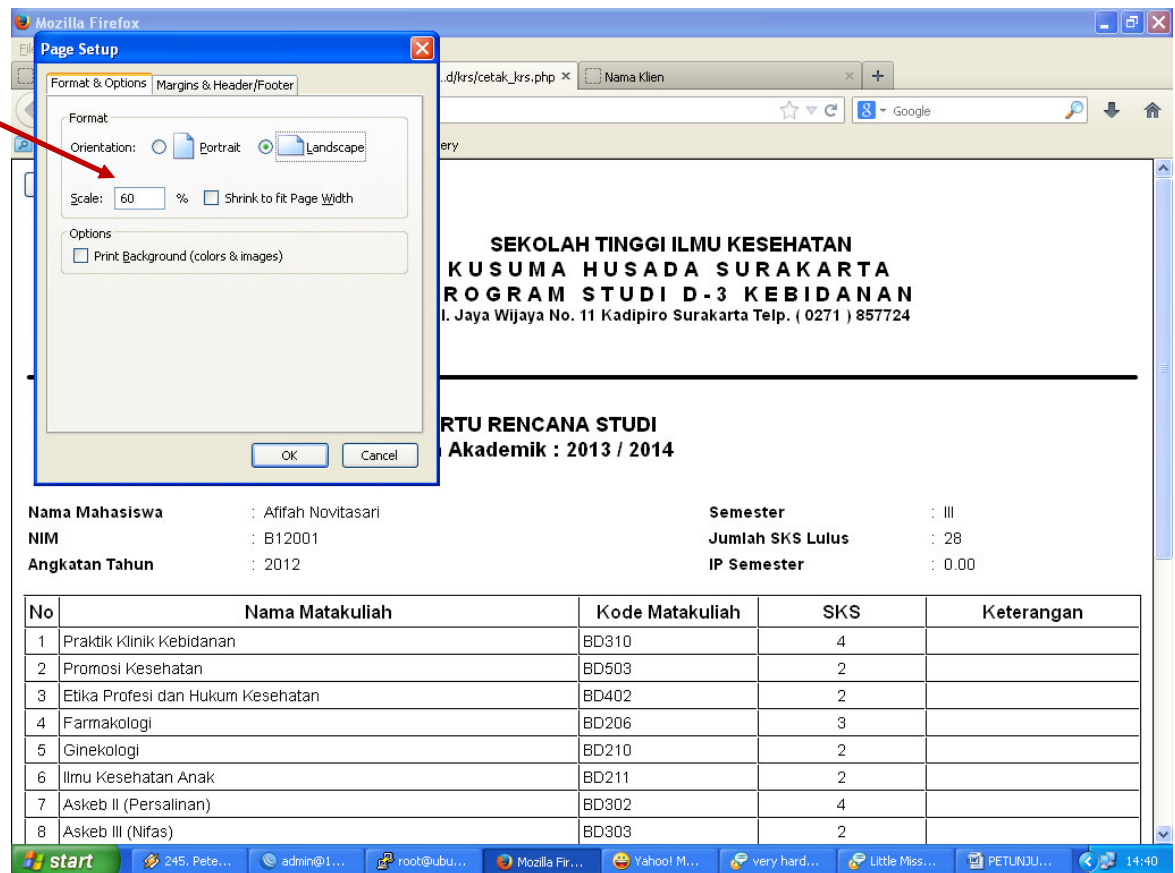 Mozilla Firefox
Page Setup
Format & Options
Margins & Header/Footer
Format
Orientation:
Portrait
Landscape
Scale:
60
%
Shrink to fit Page Width
Options
Print Background (colors & images)
OK
Cancel
..d/krs/cetak_krs.php
Nama Klien
Google
ery
SEKOLAH TINGGI ILMU KESEHATAN
KUSUMA HUSADA SURAKARTA
ROGRAM STUDI D-3 KEBIDANAN
l. Jaya Wijaya No. 11 Kadipiro Surakarta Telp. ( 0271 ) 857724
RTU RENCANA STUDI
Akademik : 2013 / 2014
Nama Mahasiswa : Afifah Novitasari Semester : III
NIM : B12001 Jumlah SKS Lulus : 28
Angkatan Tahun : 2012 IP Semester : 0.00
No Nama Matakuliah Kode Matakuliah SKS Keterangan
1 Praktik Klinik Kebidanan BD310 4
2 Promosi Kesehatan BD503 2
3 Etika Profesi dan Hukum Kesehatan BD402 2
4 Farmakologi BD206 3
5 Ginekologi BD210 2
6 Ilmu Kesehatan Anak BD211 2
7 Askeb II (Persalinan) BD302 4
8 Askeb III (Nifas) BD303 2
start 245. Pete... admin@1... root@ubu... Mozilla Fir... Yahoo! M... very hard... Little Miss... PETUNJU... 14:40